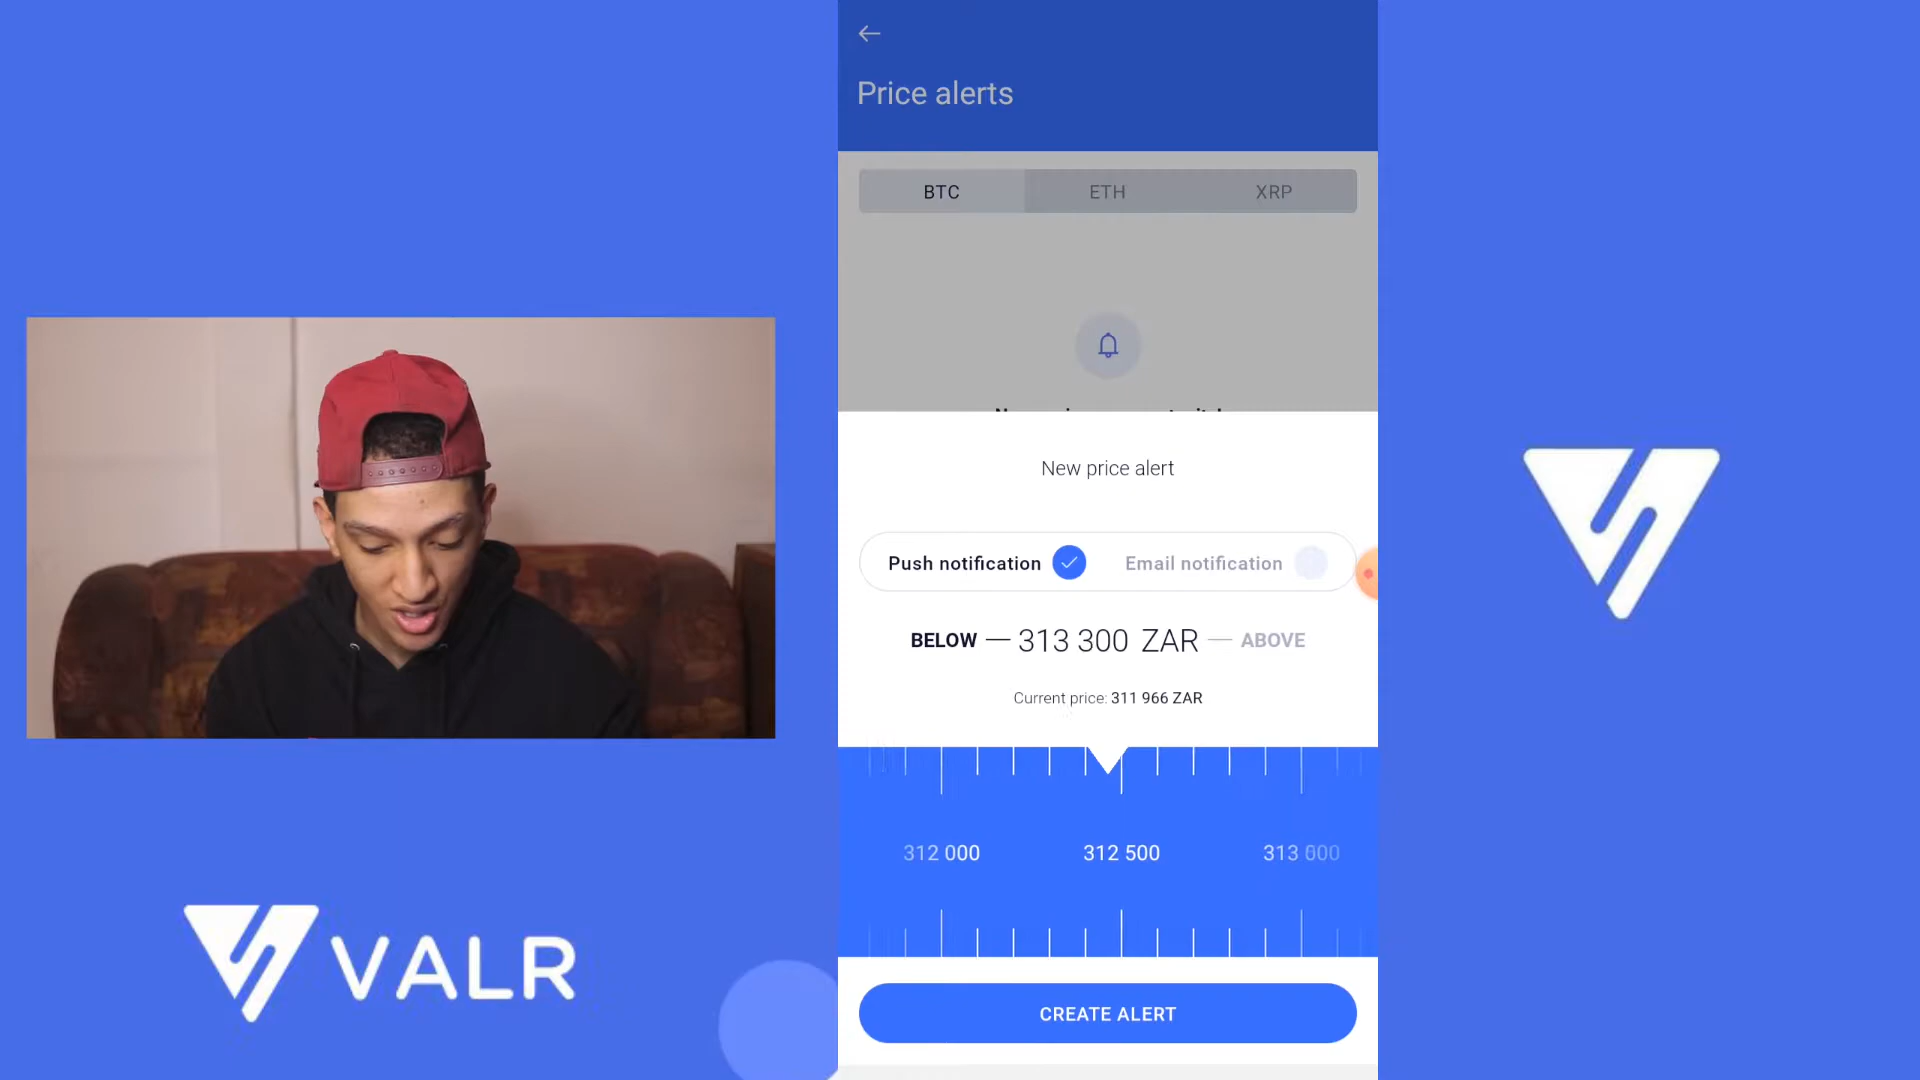 Price alerts
BTC ETH XRP
New price alert
Push notification Email notification
BELOW — 313 300 ZAR — ABOVE
Current price: 311 966 ZAR
312 000 312 500 313 000
CREATE ALERT
VALR